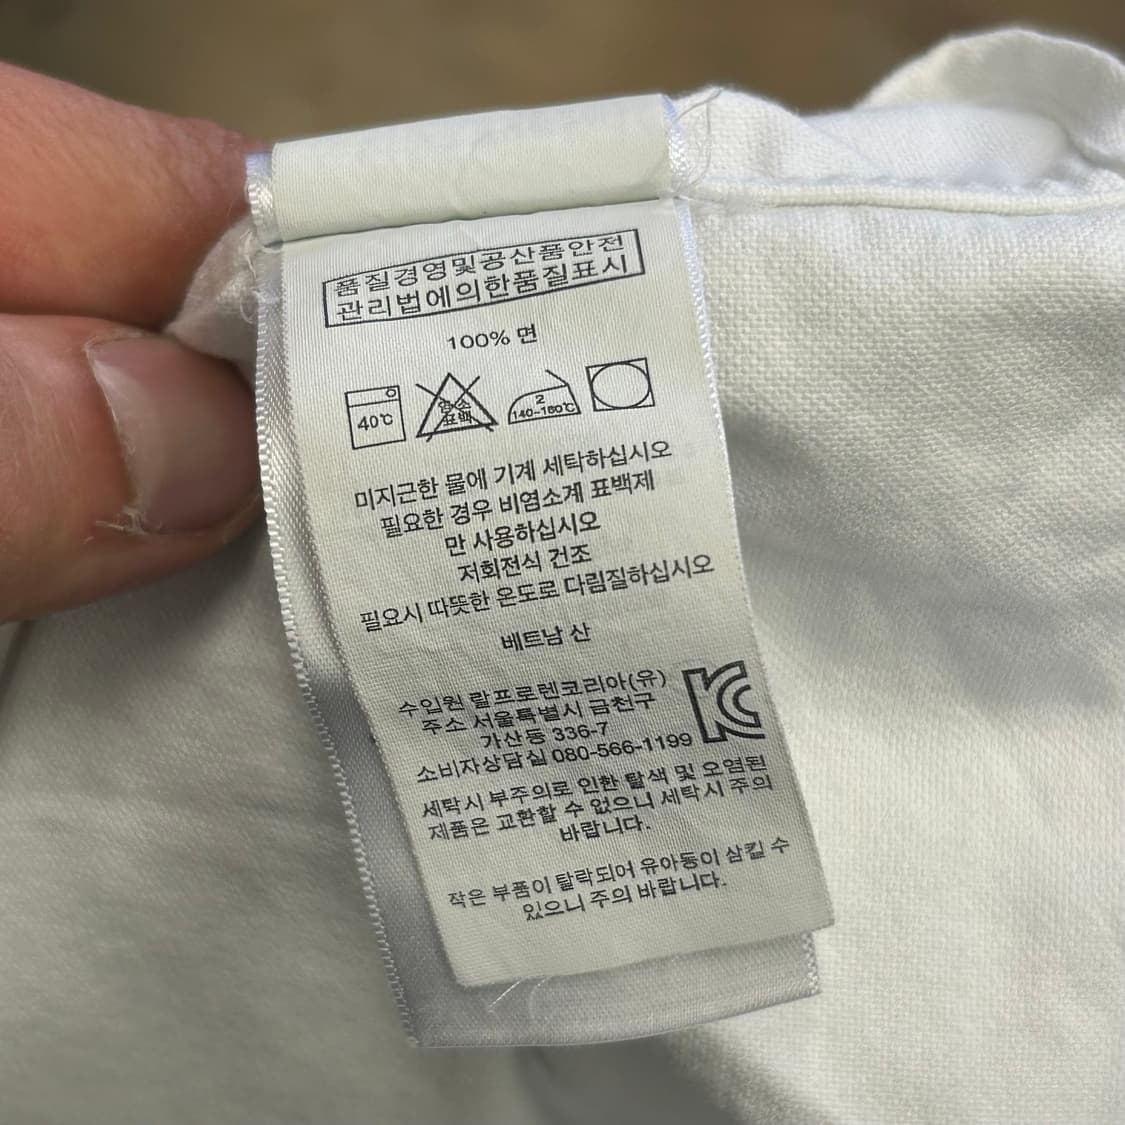 품질경영및공산품안전
관리법에의한품질표시
100% 면
40℃
염소
표백
2
140~160℃
미지근한 물에 기계 세탁하십시오
필요한 경우 비염소계 표백제
만 사용하십시오
저회전식 건조
필요시 따뜻한 온도로 다림질하십시오
베트남 산
수입원 랄프로렌코리아(유)
주소 서울특별시 금천구
가산동 336-7
소비자상담실 080-566-1199
KC
세탁시 부주의로 인한 탈색 및 오염된
제품은 교환할 수 없으니 세탁시 주의
바랍니다.
작은 부품이 탈락되어 유아동이 삼킬 수
있으니 주의 바랍니다.